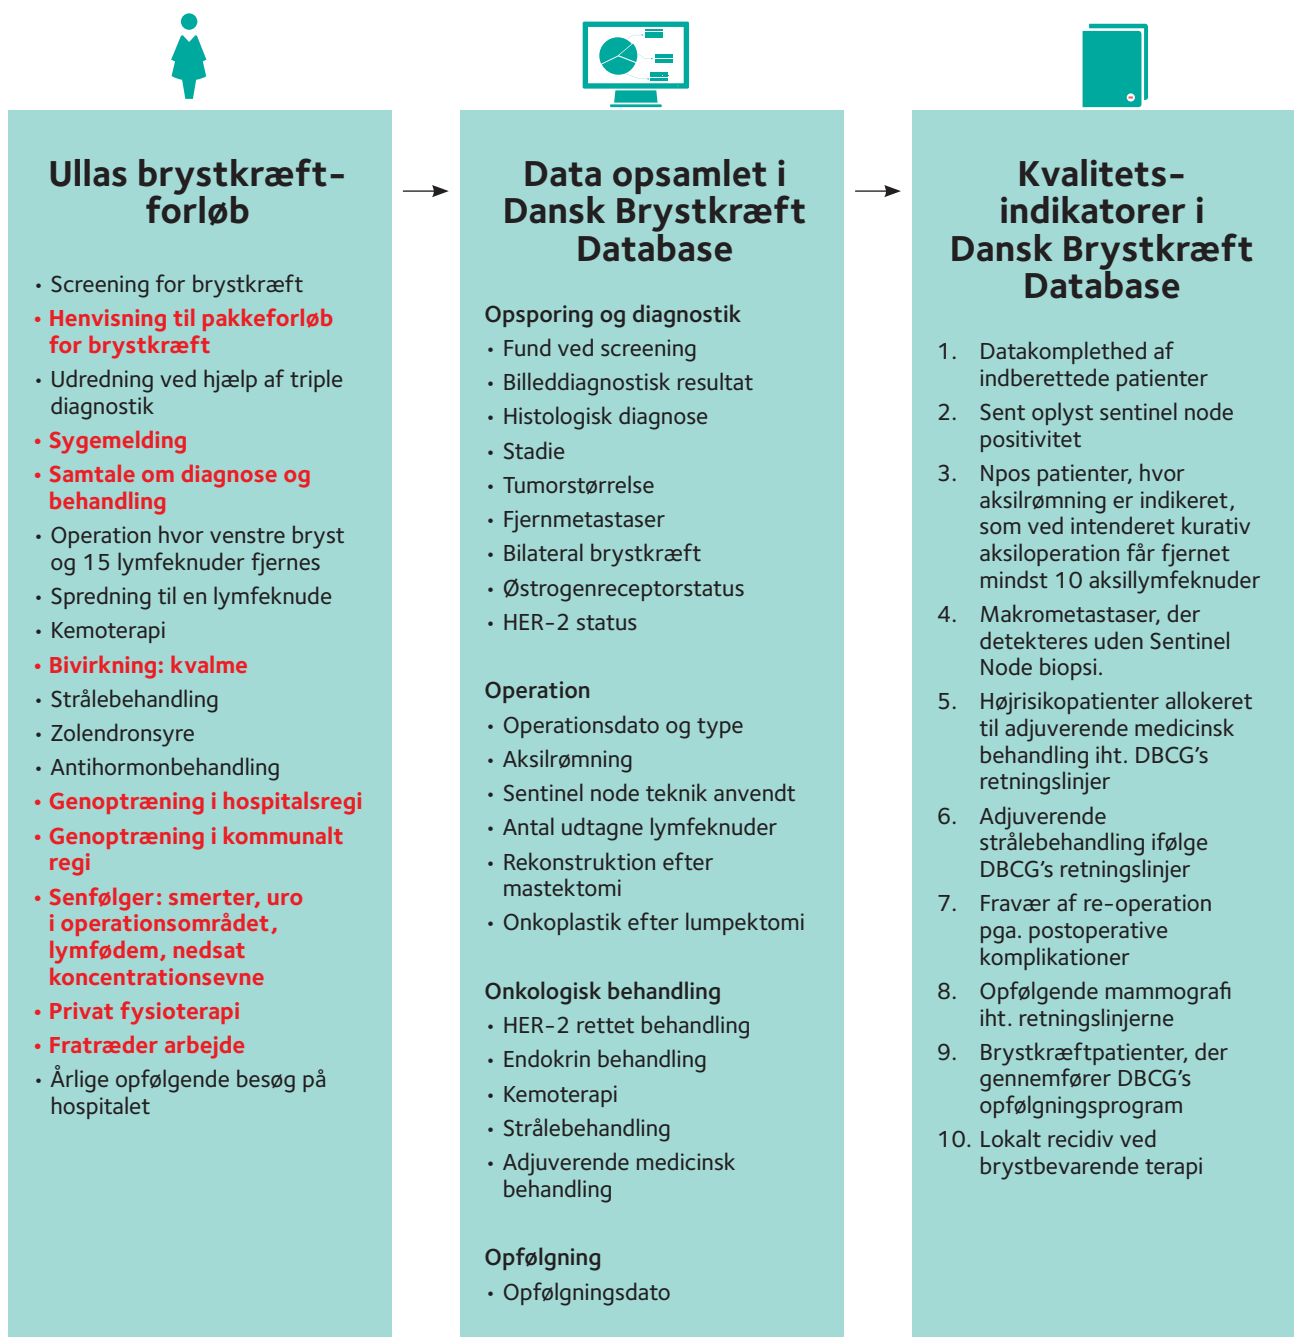 Ullas brystkræft-
forløb
• Screening for brystkræft
• Henvisning til pakkeforløb
for brystkræft
• Udredning ved hjælp af triple
diagnostik
• Sygemelding
• Samtale om diagnose og
behandling
• Operation hvor venstre bryst
og 15 lymfeknuder fjernes
• Spredning til en lymfeknude
• Kemoterapi
• Bivirkning: kvalme
• Strålebehandling
• Zolendronsyre
• Antihormonbehandling
• Genoptræning i hospitalsregi
• Genoptræning i kommunalt
regi
• Senfølger: smerter, uro
i operationsområdet,
lymfødem, nedsat
koncentrationsevne
• Privat fysioterapi
• Fratræder arbejde
• Årlige opfølgende besøg på
hospitalet
Data opsamlet i
Dansk Brystkræft
Database
Opsporing og diagnostik
• Fund ved screening
• Billeddiagnostisk resultat
• Histologisk diagnose
• Stadie
• Tumorstørrelse
• Fjernmetastaser
• Bilateral brystkræft
• Østrogenreceptorstatus
• HER-2 status
Operation
• Operationsdato og type
• Aksilrømning
• Sentinel node teknik anvendt
• Antal udtagne lymfeknuder
• Rekonstruktion efter
mastektomi
• Onkoplastik efter lumpektomi
Onkologisk behandling
• HER-2 rettet behandling
• Endokrin behandling
• Kemoterapi
• Strålebehandling
• Adjuverende medicinsk
behandling
Opfølgning
• Opfølgningsdato
Kvalitets-
indikatorer i
Dansk Brystkræft
Database
1. Datakomplethed af
indberettede patienter
2. Sent oplyst sentinel node
positivitet
3. Npos patienter, hvor
aksilrømning er indikeret,
som ved intenderet kurativ
aksiloperation får fjernet
mindst 10 aksillymfeknuder
4. Makrometastaser, der
detekteres uden Sentinel
Node biopsi.
5. Højrisikopatienter allokeret
til adjuverende medicinsk
behandling iht. DBCG's
retningslinjer
6. Adjuverende
strålebehandling ifølge
DBCG's retningslinjer
7. Fravær af re-operation
pga. postoperative
komplikationer
8. Opfølgende mammografi
iht. retningslinjerne
9. Brystkræftpatienter, der
gennemfører DBCG's
opfølgningsprogram
10. Lokalt recidiv ved
brystbevarende terapi